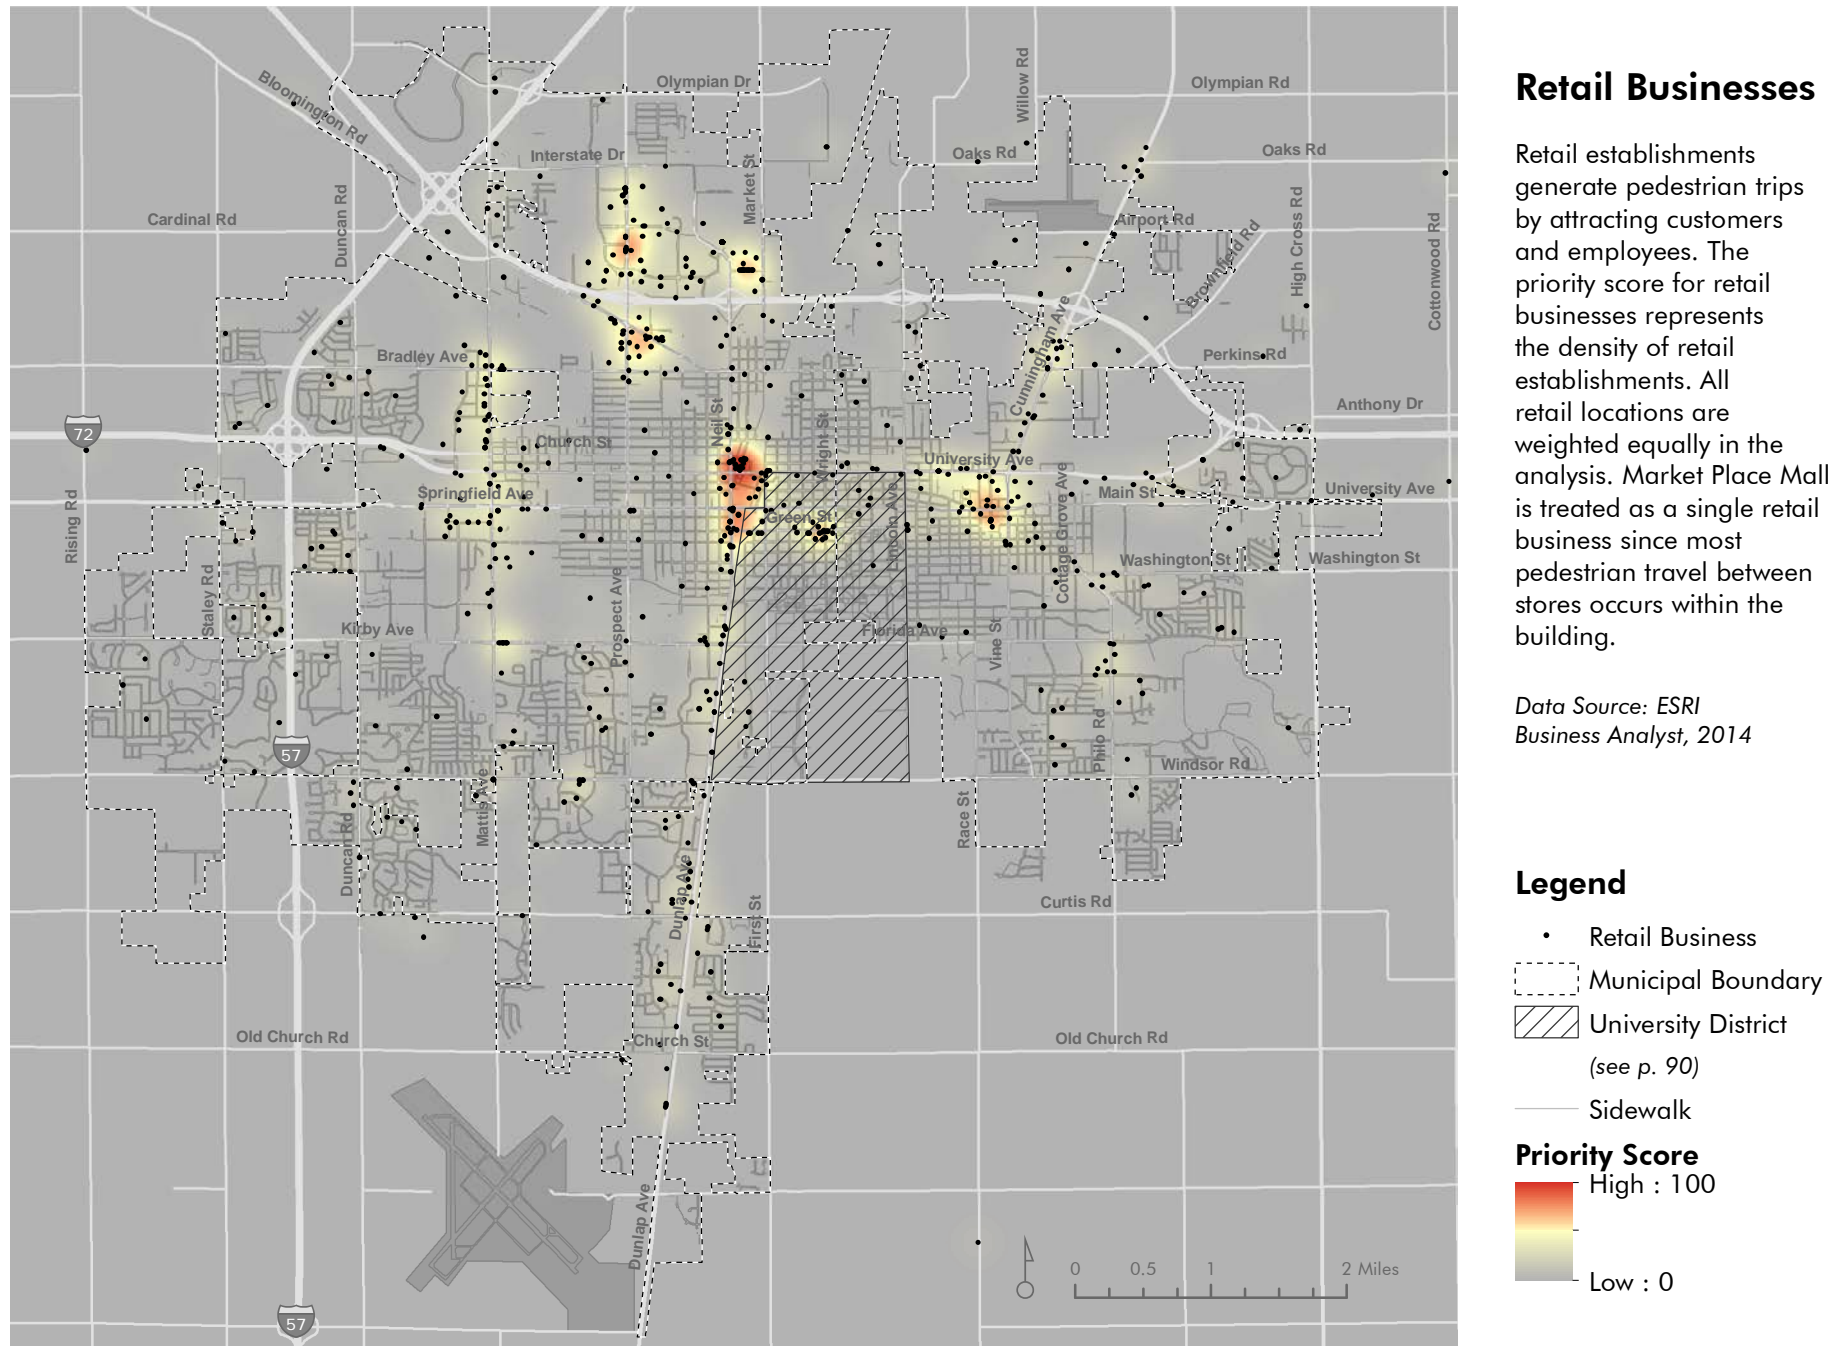 Olympian Dr
Willow Rd
Olympian Rd
Bloomington Rd
Interstate Dr
Market St
Oaks Rd
Oaks Rd
Duncan Rd
Cardinal Rd
Airport Rd
Brownfield Rd
High Cross Rd
Cottonwood Rd
Cunningham Ave
Bradley Ave
Perkins Rd
Anthony Dr
72
Neil St
Church St
Wright St
University Ave
Springfield Ave
Main St
University Ave
Rising Rd
Green St
Lincoln Ave
Cottage Grove Ave
Washington St
Washington St
Staley Rd
Prospect Ave
Kirby Ave
Florida Ave
Vine St
57
Philo Rd
Windsor Rd
Mattis Ave
Duncan Rd
Race St
Dunlap Ave
First St
Curtis Rd
Old Church Rd
Church St
Old Church Rd
Dunlap Ave
57
0 0.5 1 2 Miles
Retail Businesses
Retail establishments
generate pedestrian trips
by attracting customers
and employees. The
priority score for retail
businesses represents
the density of retail
establishments. All
retail locations are
weighted equally in the
analysis. Market Place Mall
is treated as a single retail
business since most
pedestrian travel between
stores occurs within the
building.
Data Source: ESRI
Business Analyst, 2014
Legend
Retail Business
Municipal Boundary
University District
(see p. 90)
Sidewalk
Priority Score
High : 100
Low : 0